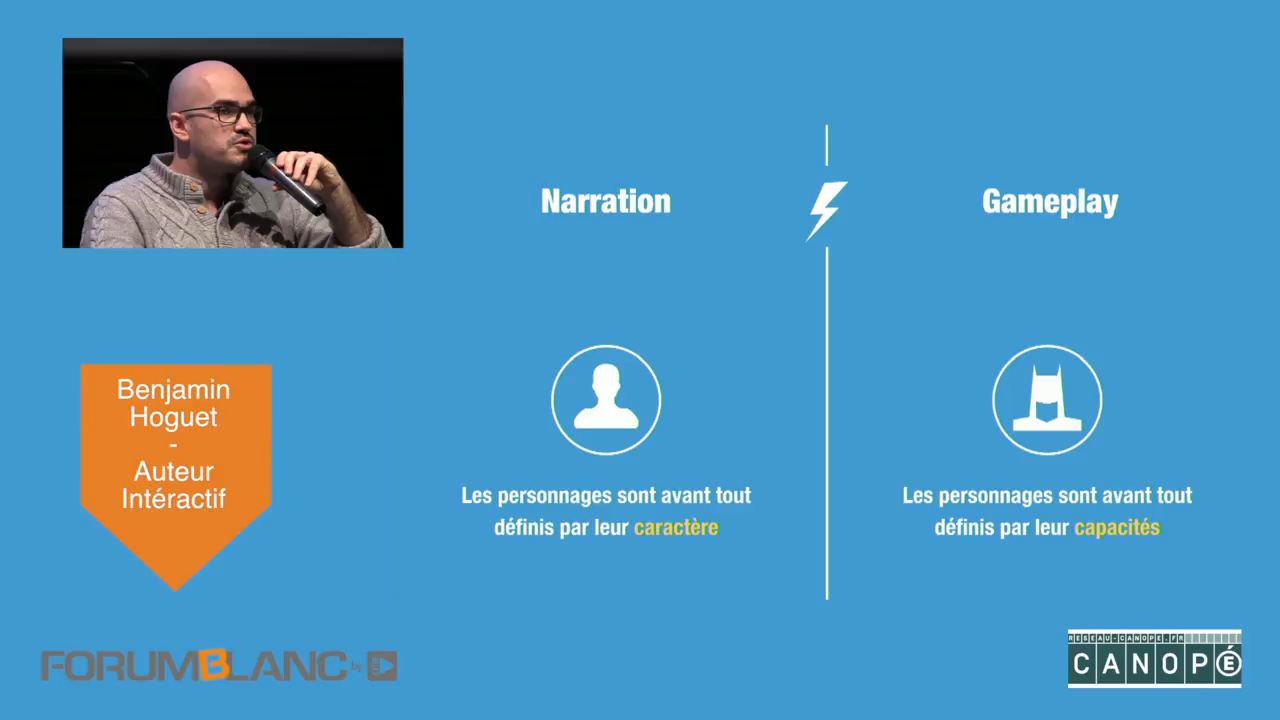 Narration
Gameplay
Benjamin
Hoguet
-
Auteur
Intéractif
Les personnages sont avant tout
définis par leur caractère
Les personnages sont avant tout
définis par leur capacités
FORUMBLANC by
RESEAU-CANOPE.FR
CANOPÉ